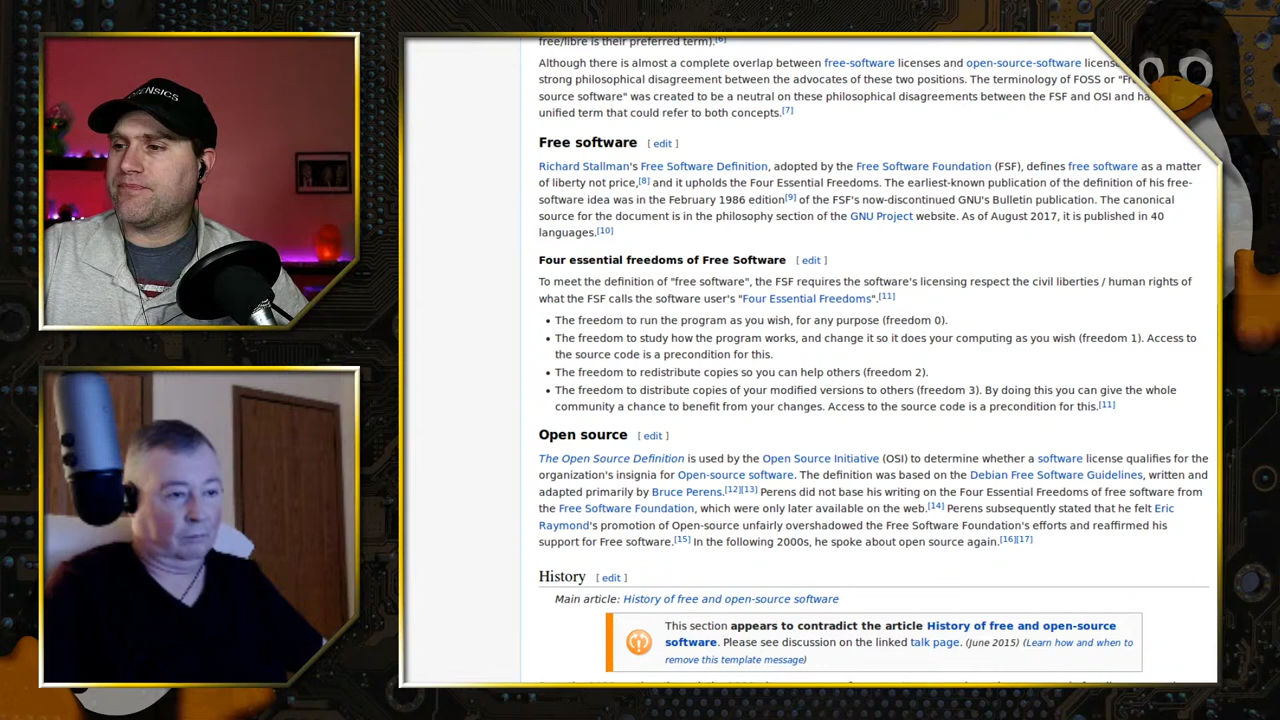 ENSICS
free/libre is their preferred term).[6]
Although there is almost a complete overlap between free-software licenses and open-source-software
strong philosophical disagreement between the advocates of these two positions. The terminology of FOSS or
source software" was created to be a neutral on these philosophical disagreements between the FSF and OSI and
unified term that could refer to both concepts.[7]
Free software [ edit ]
Richard Stallman's Free Software Definition, adopted by the Free Software Foundation (FSF), defines free software as a matter
of liberty not price,[8] and it upholds the Four Essential Freedoms. The earliest-known publication of the definition of his free-
software idea was in the February 1986 edition[9] of the FSF's now-discontinued GNU's Bulletin publication. The canonical
source for the document is in the philosophy section of the GNU Project website. As of August 2017, it is published in 40
languages.[10]
Four essential freedoms of Free Software [ edit ]
To meet the definition of "free software", the FSF requires the software's licensing respect the civil liberties / human rights of
what the FSF calls the software user's "Four Essential Freedoms".[11]
• The freedom to run the program as you wish, for any purpose (freedom 0).
• The freedom to study how the program works, and change it so it does your computing as you wish (freedom 1). Access to
the source code is a precondition for this.
• The freedom to redistribute copies so you can help others (freedom 2).
• The freedom to distribute copies of your modified versions to others (freedom 3). By doing this you can give the whole
community a chance to benefit from your changes. Access to the source code is a precondition for this.[11]
Open source [ edit ]
The Open Source Definition is used by the Open Source Initiative (OSI) to determine whether a software license qualifies for the
organization's insignia for Open-source software. The definition was based on the Debian Free Software Guidelines, written and
adapted primarily by Bruce Perens.[12][13] Perens did not base his writing on the Four Essential Freedoms of free software from
the Free Software Foundation, which were only later available on the web.[14] Perens subsequently stated that he felt Eric
Raymond's promotion of Open-source unfairly overshadowed the Free Software Foundation's efforts and reaffirmed his
support for Free software.[15] In the following 2000s, he spoke about open source again.[16][17]
History [ edit ]
Main article: History of free and open-source software
This section appears to contradict the article History of free and open-source
software. Please see discussion on the linked talk page. (June 2015) (Learn how and when to
remove this template message)